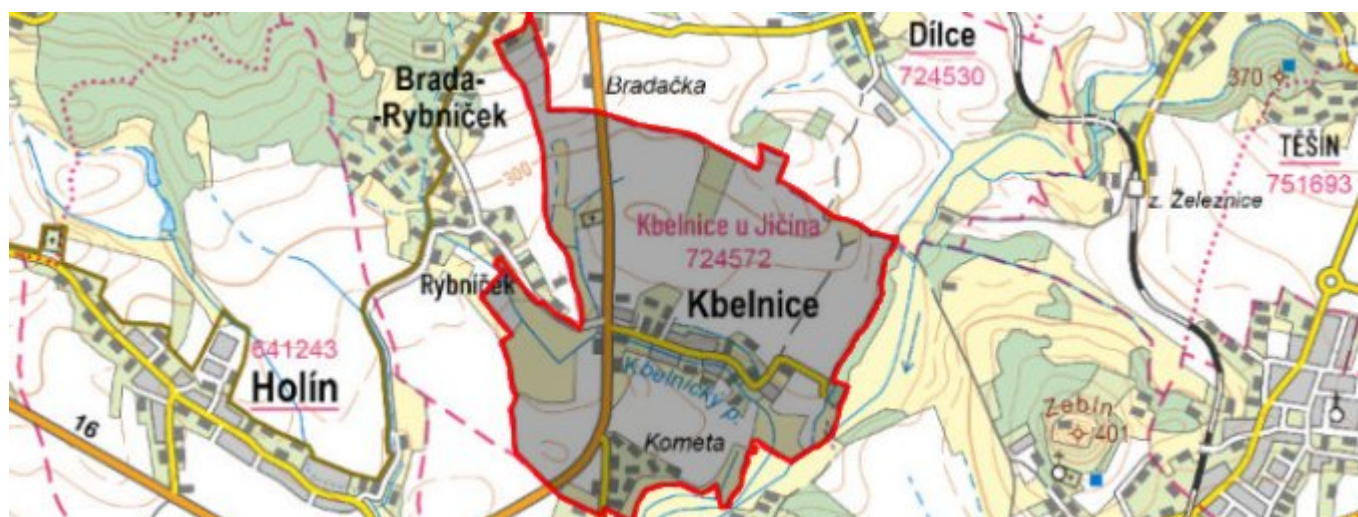 Dílce
724530
Brada-
-Rybníček
Bradačka
370
TĚŠÍN
751693
300
z. Železnice
Kbelnice u Jičína
724572
Rybníček
Kbelnice
641243
Holín
Kbelnický p.
Zebín
401
16
Kometa